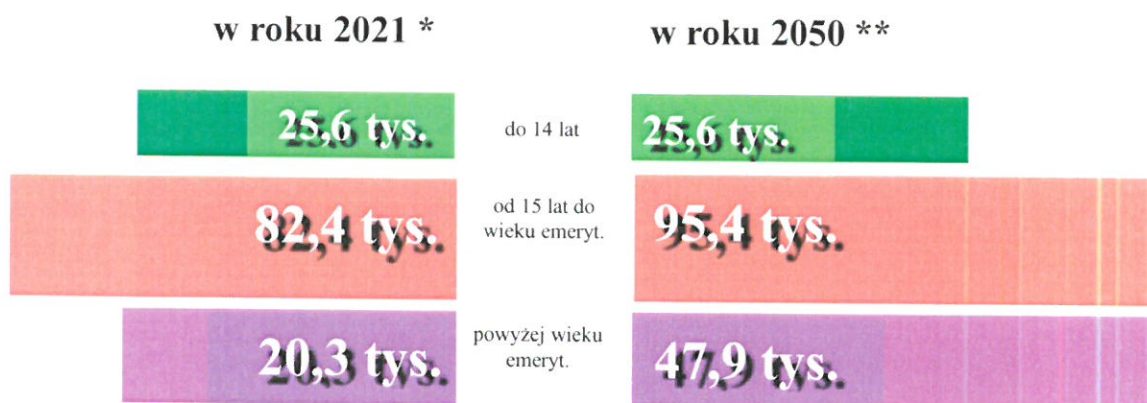 w roku 2021 *
w roku 2050 **
25,6 tys.
do 14 lat
25,6 tys.
82,4 tys.
od 15 lat do
wieku emeryt.
95,4 tys.
20,3 tys.
powyżej wieku
emeryt.
47,9 tys.